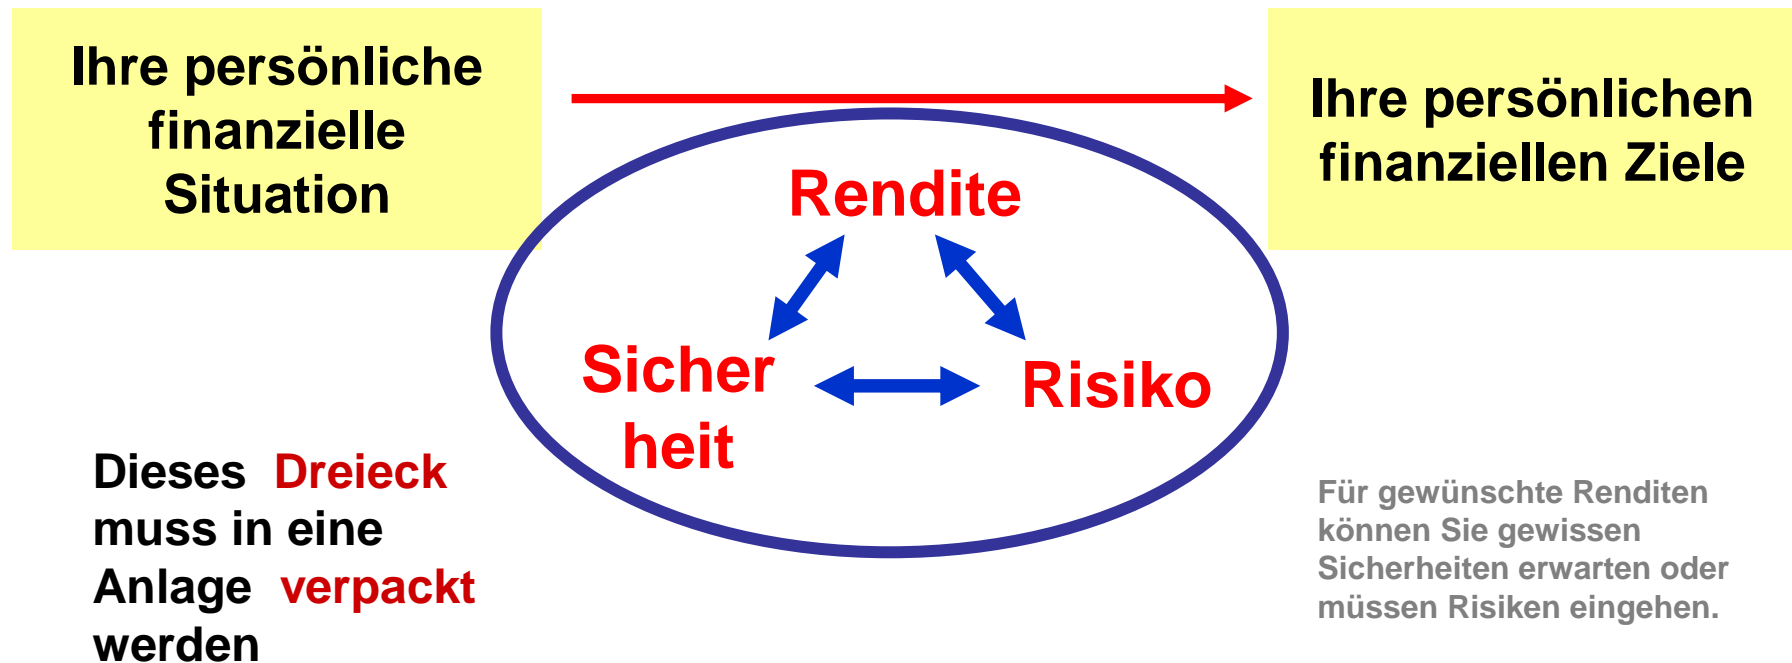 Ihre persönliche
finanzielle
Situation
Ihre persönlichen
finanziellen Ziele
Rendite
Sicher
heit
Risiko
Dieses Dreieck
muss in eine
Anlage verpackt
werden
Für gewünschte Renditen
können Sie gewissen
Sicherheiten erwarten oder
müssen Risiken eingehen.